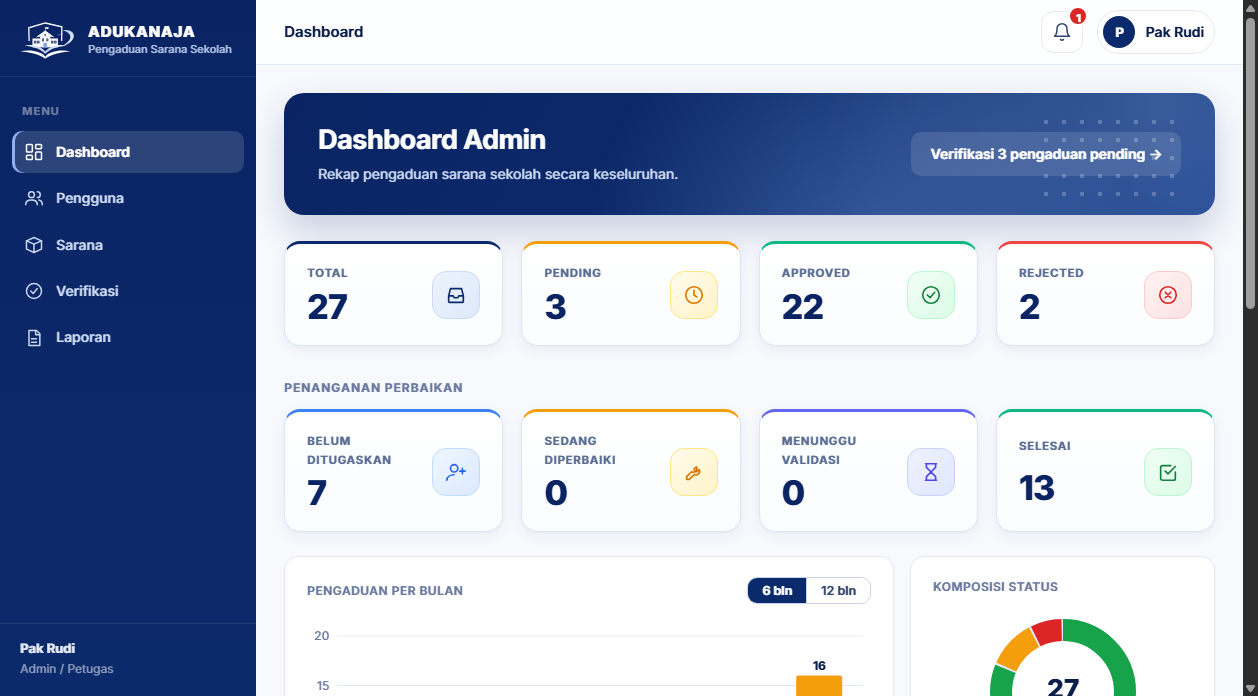 ADUKANAJA
Pengaduan Sarana Sekolah
MENU
Dashboard
Pengguna
Sarana
Verifikasi
Laporan
Pak Rudi
Admin / Petugas
Dashboard
1
P
Pak Rudi
Dashboard Admin
Rekap pengaduan sarana sekolah secara keseluruhan.
Verifikasi 3 pengaduan pending →
TOTAL
27
PENDING
3
APPROVED
22
REJECTED
2
PENANGANAN PERBAIKAN
BELUM
DITUGASKAN
7
SEDANG
DIPERBAIKI
0
MENUNGGU
VALIDASI
0
SELESAI
13
PENGADUAN PER BULAN
6 bln
12 bln
20
16
15
KOMPOSISI STATUS
27